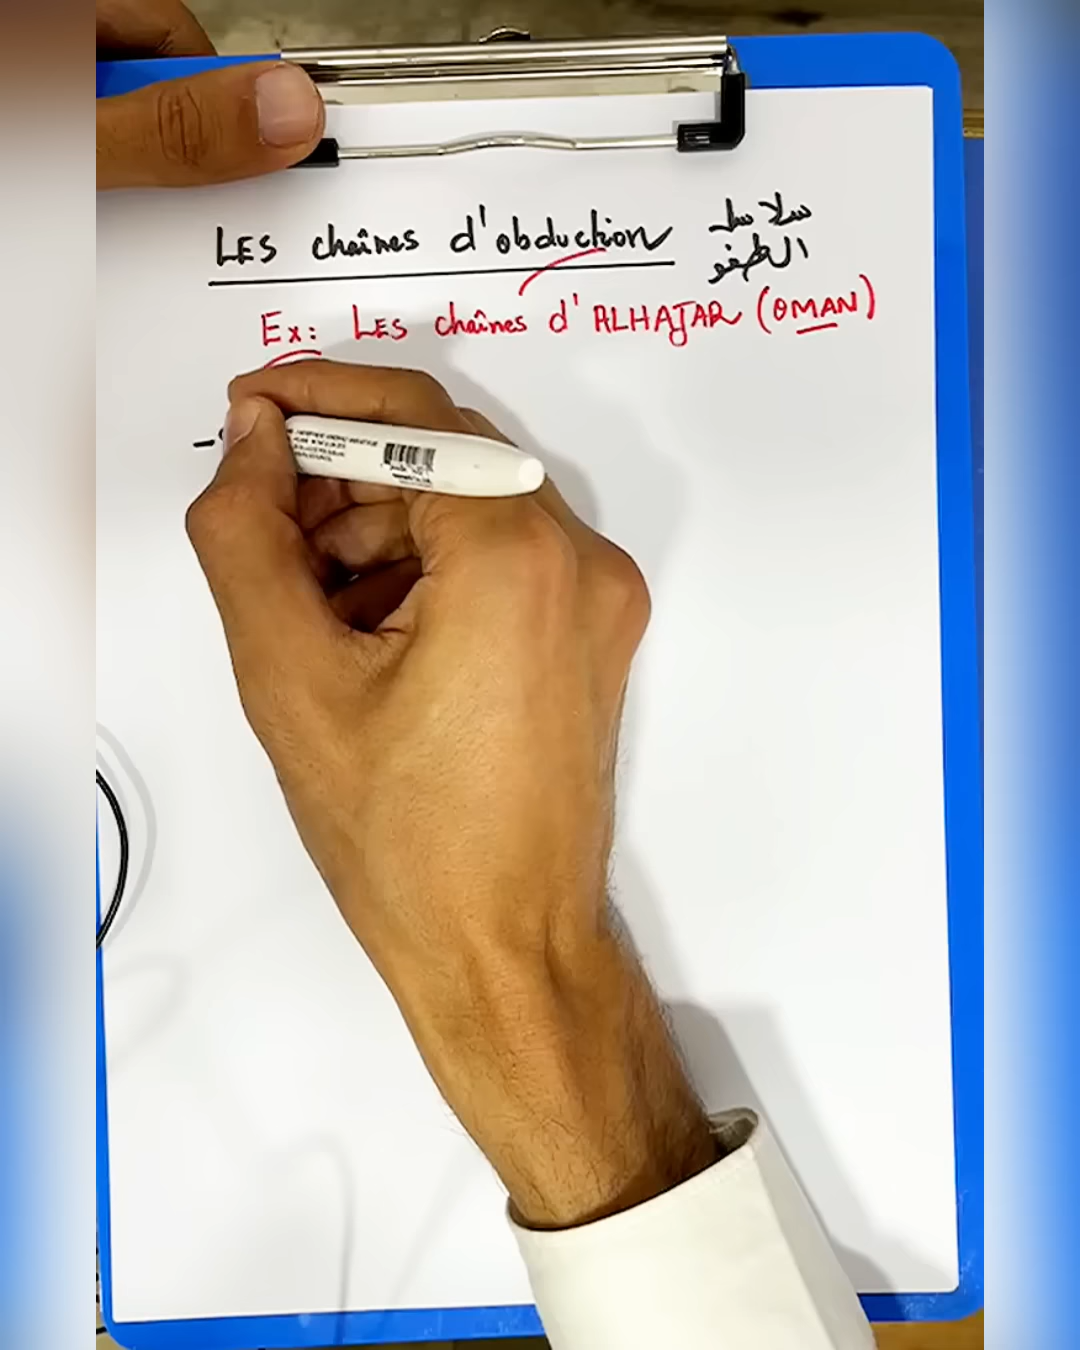 LES chaînes d'obduction
سلاسل
الطفو
Ex: LES chaînes d'ALHAJAR (OMAN)
-